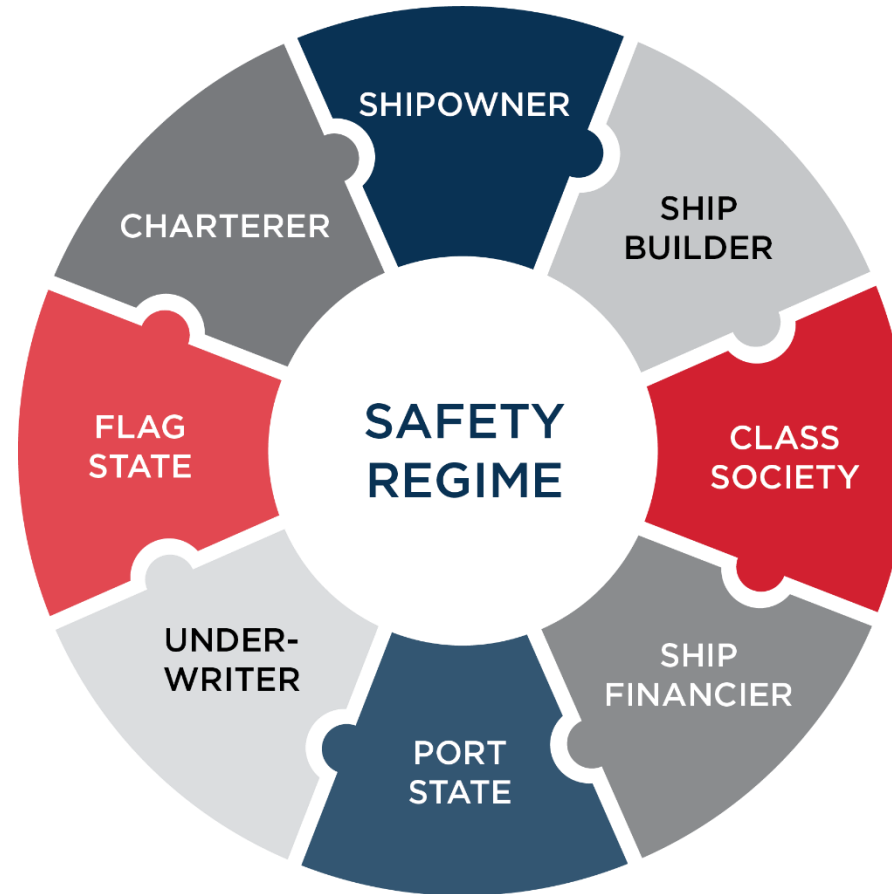 SHIPOWNER
SHIP
BUILDER
CLASS
SOCIETY
SHIP
FINANCIER
PORT
STATE
UNDER-
WRITER
FLAG
STATE
CHARTERER
SAFETY
REGIME